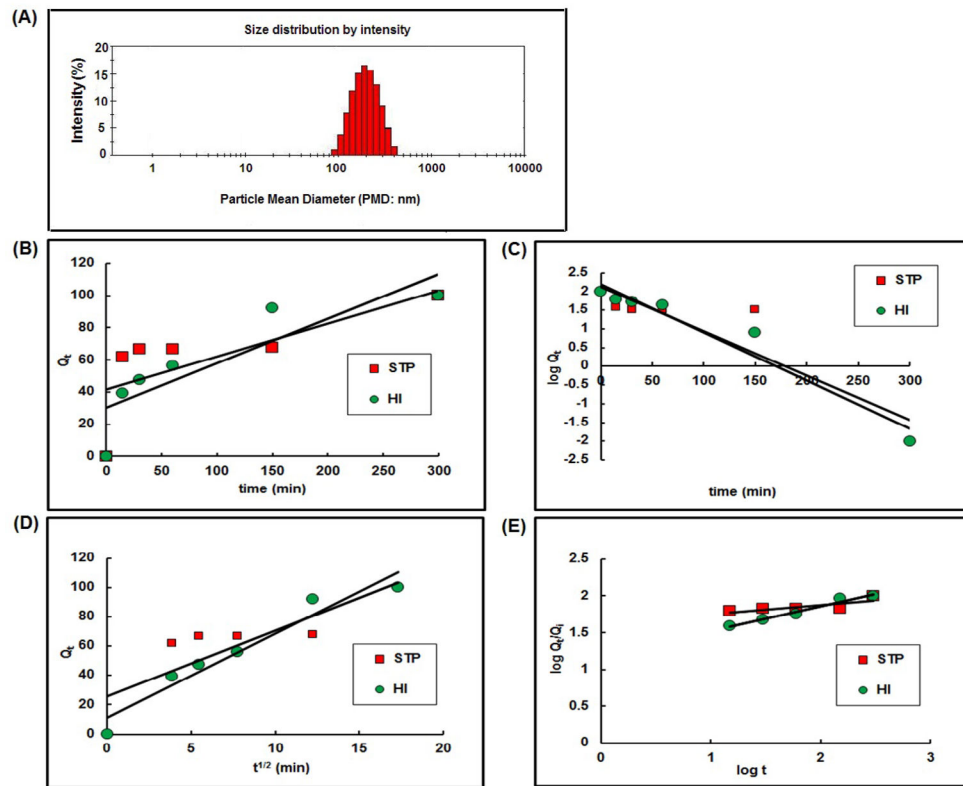 (A)
Size distribution by intensity
Intensity(%)
20
15
10
5
0
1 10 100 1000 10000
Particle Mean Diameter (PMD: nm)
(B)
Qt
120
100
80
60
40
20
0
0 50 100 150 200 250 300
time (min)
STP
HI
(C)
log Qt
2.5
2
1.5
1
0.5
0
-0.5
-1
-1.5
-2
-2.5
0 50 100 150 200 250 300
time (min)
STP
HI
(D)
Qt
120
100
80
60
40
20
0
0 5 10 15 20
t1/2 (min)
STP
HI
(E)
log Qt/Qi
2.5
2
1.5
1
0.5
0
0 1 2 3
log t
STP
HI